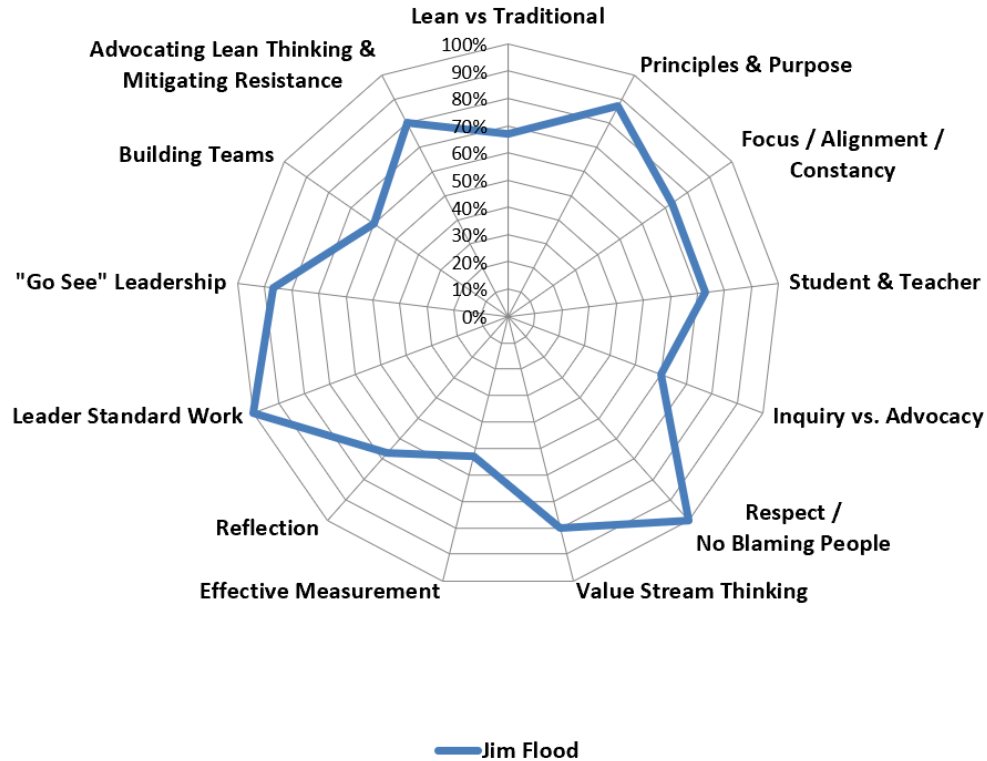 Lean vs Traditional
100%
90%
80%
70%
60%
50%
40%
30%
20%
10%
0%
Principles & Purpose
Focus / Alignment /
Constancy
Student & Teacher
Inquiry vs. Advocacy
Respect /
No Blaming People
Value Stream Thinking
Effective Measurement
Reflection
Leader Standard Work
"Go See" Leadership
Building Teams
Advocating Lean Thinking &
Mitigating Resistance
Jim Flood